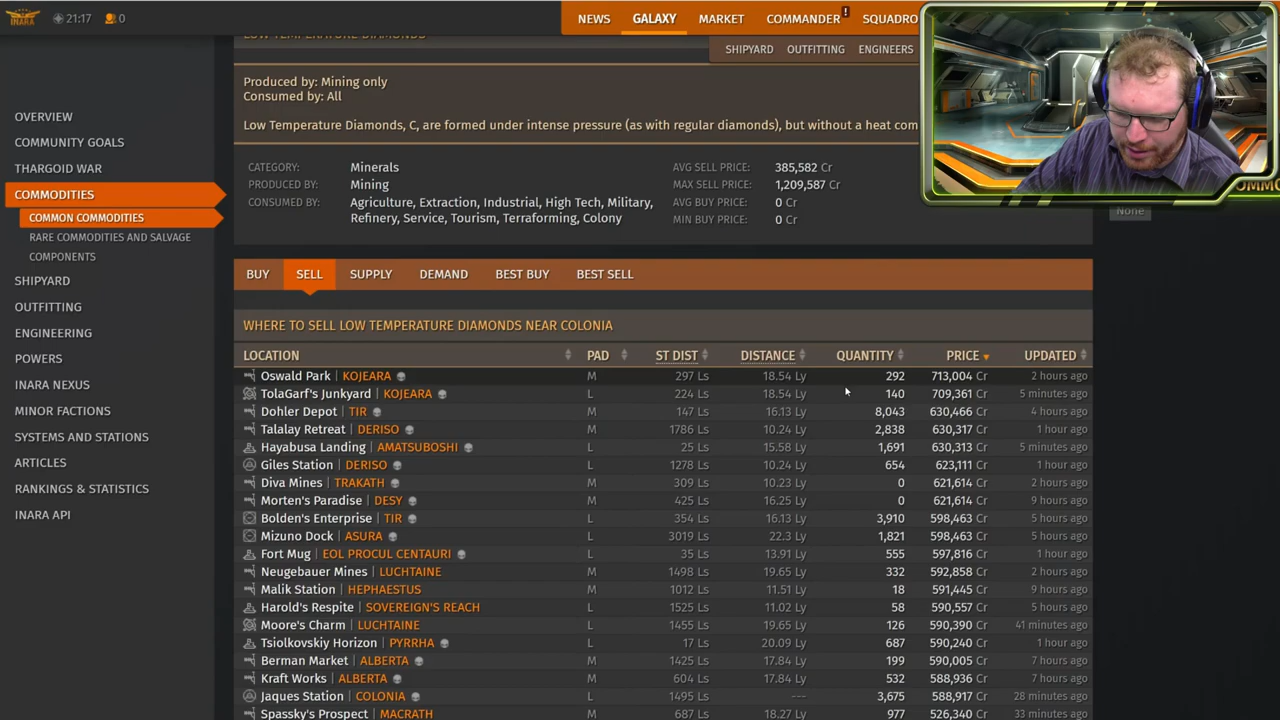 INARA
21:17
0
NEWS GALAXY MARKET COMMANDER ! SQUADRO
SHIPYARD OUTFITTING ENGINEERS
LOW TEMPERATURE DIAMONDS
Produced by: Mining only
Consumed by: All
Low Temperature Diamonds, C, are formed under intense pressure (as with regular diamonds), but without a heat com
CATEGORY: Minerals
PRODUCED BY: Mining
CONSUMED BY: Agriculture, Extraction, Industrial, High Tech, Military,
Refinery, Service, Tourism, Terraforming, Colony
AVG SELL PRICE: 385,582 Cr
MAX SELL PRICE: 1,209,587 Cr
AVG BUY PRICE: 0 Cr
MIN BUY PRICE: 0 Cr
None
OVERVIEW
COMMUNITY GOALS
THARGOID WAR
COMMODITIES
COMMON COMMODITIES
RARE COMMODITIES AND SALVAGE
COMPONENTS
SHIPYARD
OUTFITTING
ENGINEERING
POWERS
INARA NEXUS
MINOR FACTIONS
SYSTEMS AND STATIONS
ARTICLES
RANKINGS & STATISTICS
INARA API
BUY SELL SUPPLY DEMAND BEST BUY BEST SELL
WHERE TO SELL LOW TEMPERATURE DIAMONDS NEAR COLONIA
LOCATION PAD ST DIST DISTANCE QUANTITY PRICE UPDATED
Oswald Park | KOJEARA M 297 Ls 18.54 Ly 292 713,004 Cr 2 hours ago
TolaGarf's Junkyard | KOJEARA L 224 Ls 18.54 Ly 140 709,361 Cr 5 minutes ago
Dohler Depot | TIR M 147 Ls 16.13 Ly 8,043 630,466 Cr 4 hours ago
Talalay Retreat | DERISO M 1786 Ls 10.24 Ly 2,838 630,317 Cr 1 hour ago
Hayabusa Landing | AMATSUBOSHI L 25 Ls 15.58 Ly 1,691 630,313 Cr 5 minutes ago
Giles Station | DERISO L 1278 Ls 10.24 Ly 654 623,111 Cr 1 hour ago
Diva Mines | TRAKATH M 309 Ls 10.23 Ly 0 621,614 Cr 2 hours ago
Morten's Paradise | DESY M 425 Ls 16.25 Ly 0 621,614 Cr 9 hours ago
Bolden's Enterprise | TIR L 354 Ls 16.13 Ly 3,910 598,463 Cr 5 hours ago
Mizuno Dock | ASURA L 3019 Ls 22.3 Ly 1,821 598,463 Cr 5 hours ago
Fort Mug | EOL PROCUL CENTAURI L 35 Ls 13.91 Ly 555 597,816 Cr 1 hour ago
Neugebauer Mines | LUCHTAINE M 1498 Ls 19.65 Ly 332 592,858 Cr 2 hours ago
Malik Station | HEPHAESTUS M 1012 Ls 11.51 Ly 18 591,445 Cr 9 hours ago
Harold's Respite | SOVEREIGN'S REACH L 1525 Ls 11.02 Ly 58 590,557 Cr 5 hours ago
Moore's Charm | LUCHTAINE L 1455 Ls 19.65 Ly 126 590,390 Cr 41 minutes ago
Tsiolkovskiy Horizon | PYRRHA L 17 Ls 20.09 Ly 687 590,240 Cr 1 hour ago
Berman Market | ALBERTA M 1425 Ls 17.84 Ly 199 590,005 Cr 7 hours ago
Kraft Works | ALBERTA M 604 Ls 17.84 Ly 532 588,936 Cr 7 hours ago
Jaques Station | COLONIA L 1495 Ls --- 3,675 588,917 Cr 28 minutes ago
Spassky's Prospect | MACRATH M 687 Ls 18.27 Ly 977 526,340 Cr 33 minutes ago